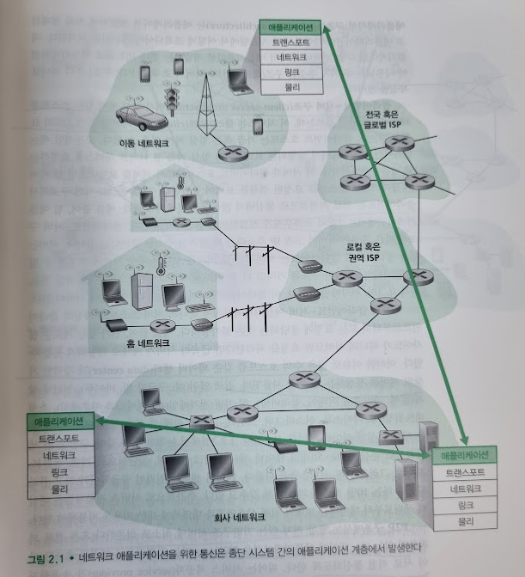 애플리케이션
트랜스포트
네트워크
링크
물리
이동 네트워크
전국 혹은
글로벌 ISP
로컬 혹은
권역 ISP
홈 네트워크
애플리케이션
트랜스포트
네트워크
링크
물리
회사 네트워크
애플리케이션
트랜스포트
네트워크
링크
물리
그림 2.1 • 네트워크 애플리케이션을 위한 통신은 종단 시스템 간의 애플리케이션 계층에서 발생한다